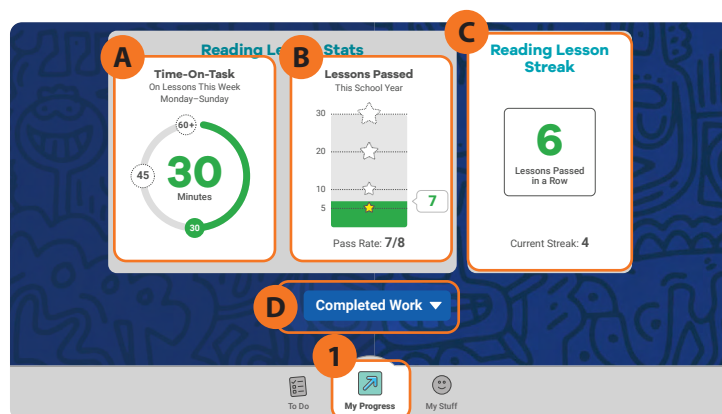 A
B
C
Reading Le Stats
Time-On-Task
On Lessons This Week
Monday–Sunday
60+
45
30
Minutes
30
Lessons Passed
This School Year
30
20
10
5
7
Pass Rate: 7/8
Reading Lesson
Streak
6
Lessons Passed
in a Row
Current Streak: 4
D
Completed Work
1
To Do
My Progress
My Stuff